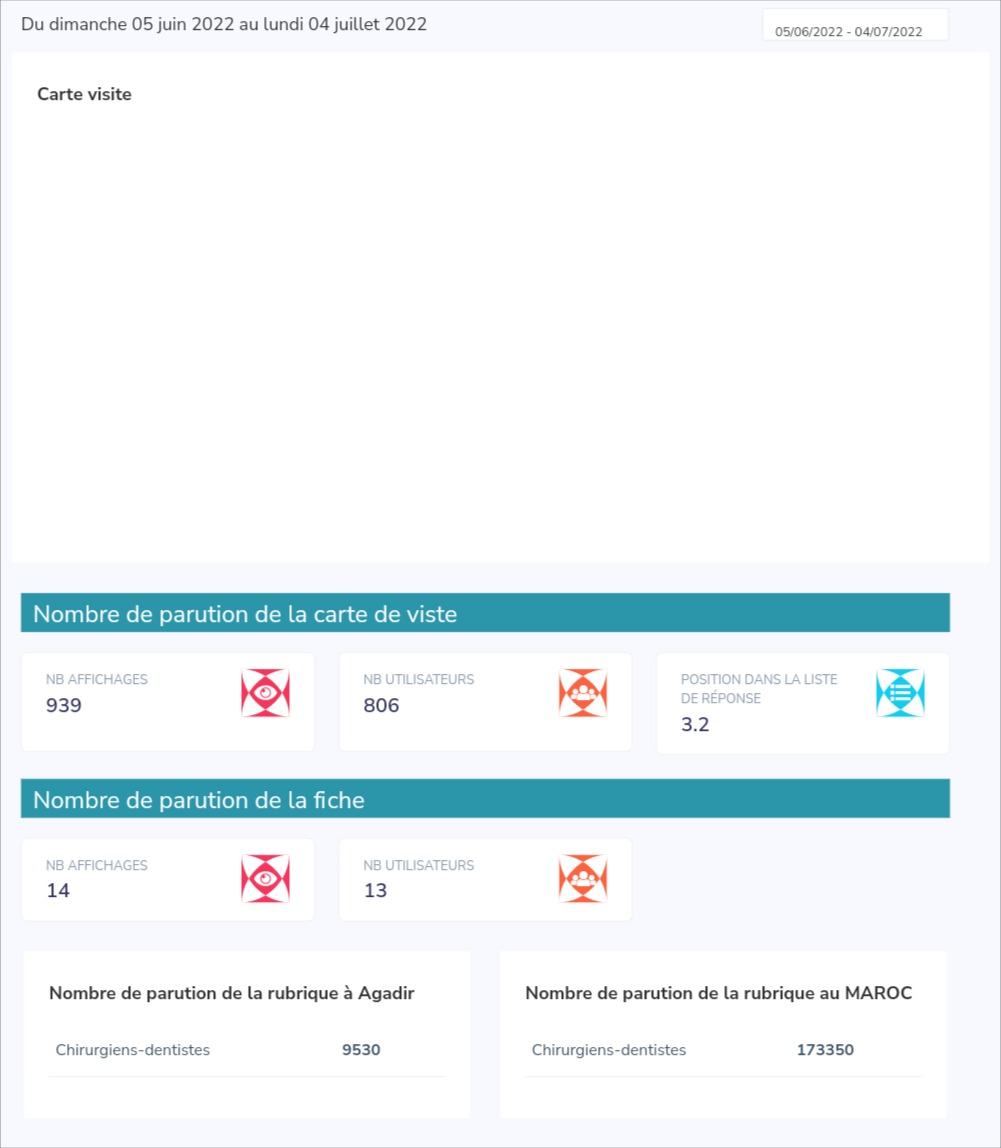 Du dimanche 05 juin 2022 au lundi 04 juillet 2022
05/06/2022 - 04/07/2022
Carte visite
Nombre de parution de la carte de viste
NB AFFICHAGES
939
NB UTILISATEURS
806
POSITION DANS LA LISTE
DE RÉPONSE
3.2
Nombre de parution de la fiche
NB AFFICHAGES
14
NB UTILISATEURS
13
Nombre de parution de la rubrique à Agadir
Chirurgiens-dentistes 9530
Nombre de parution de la rubrique au MAROC
Chirurgiens-dentistes 173350